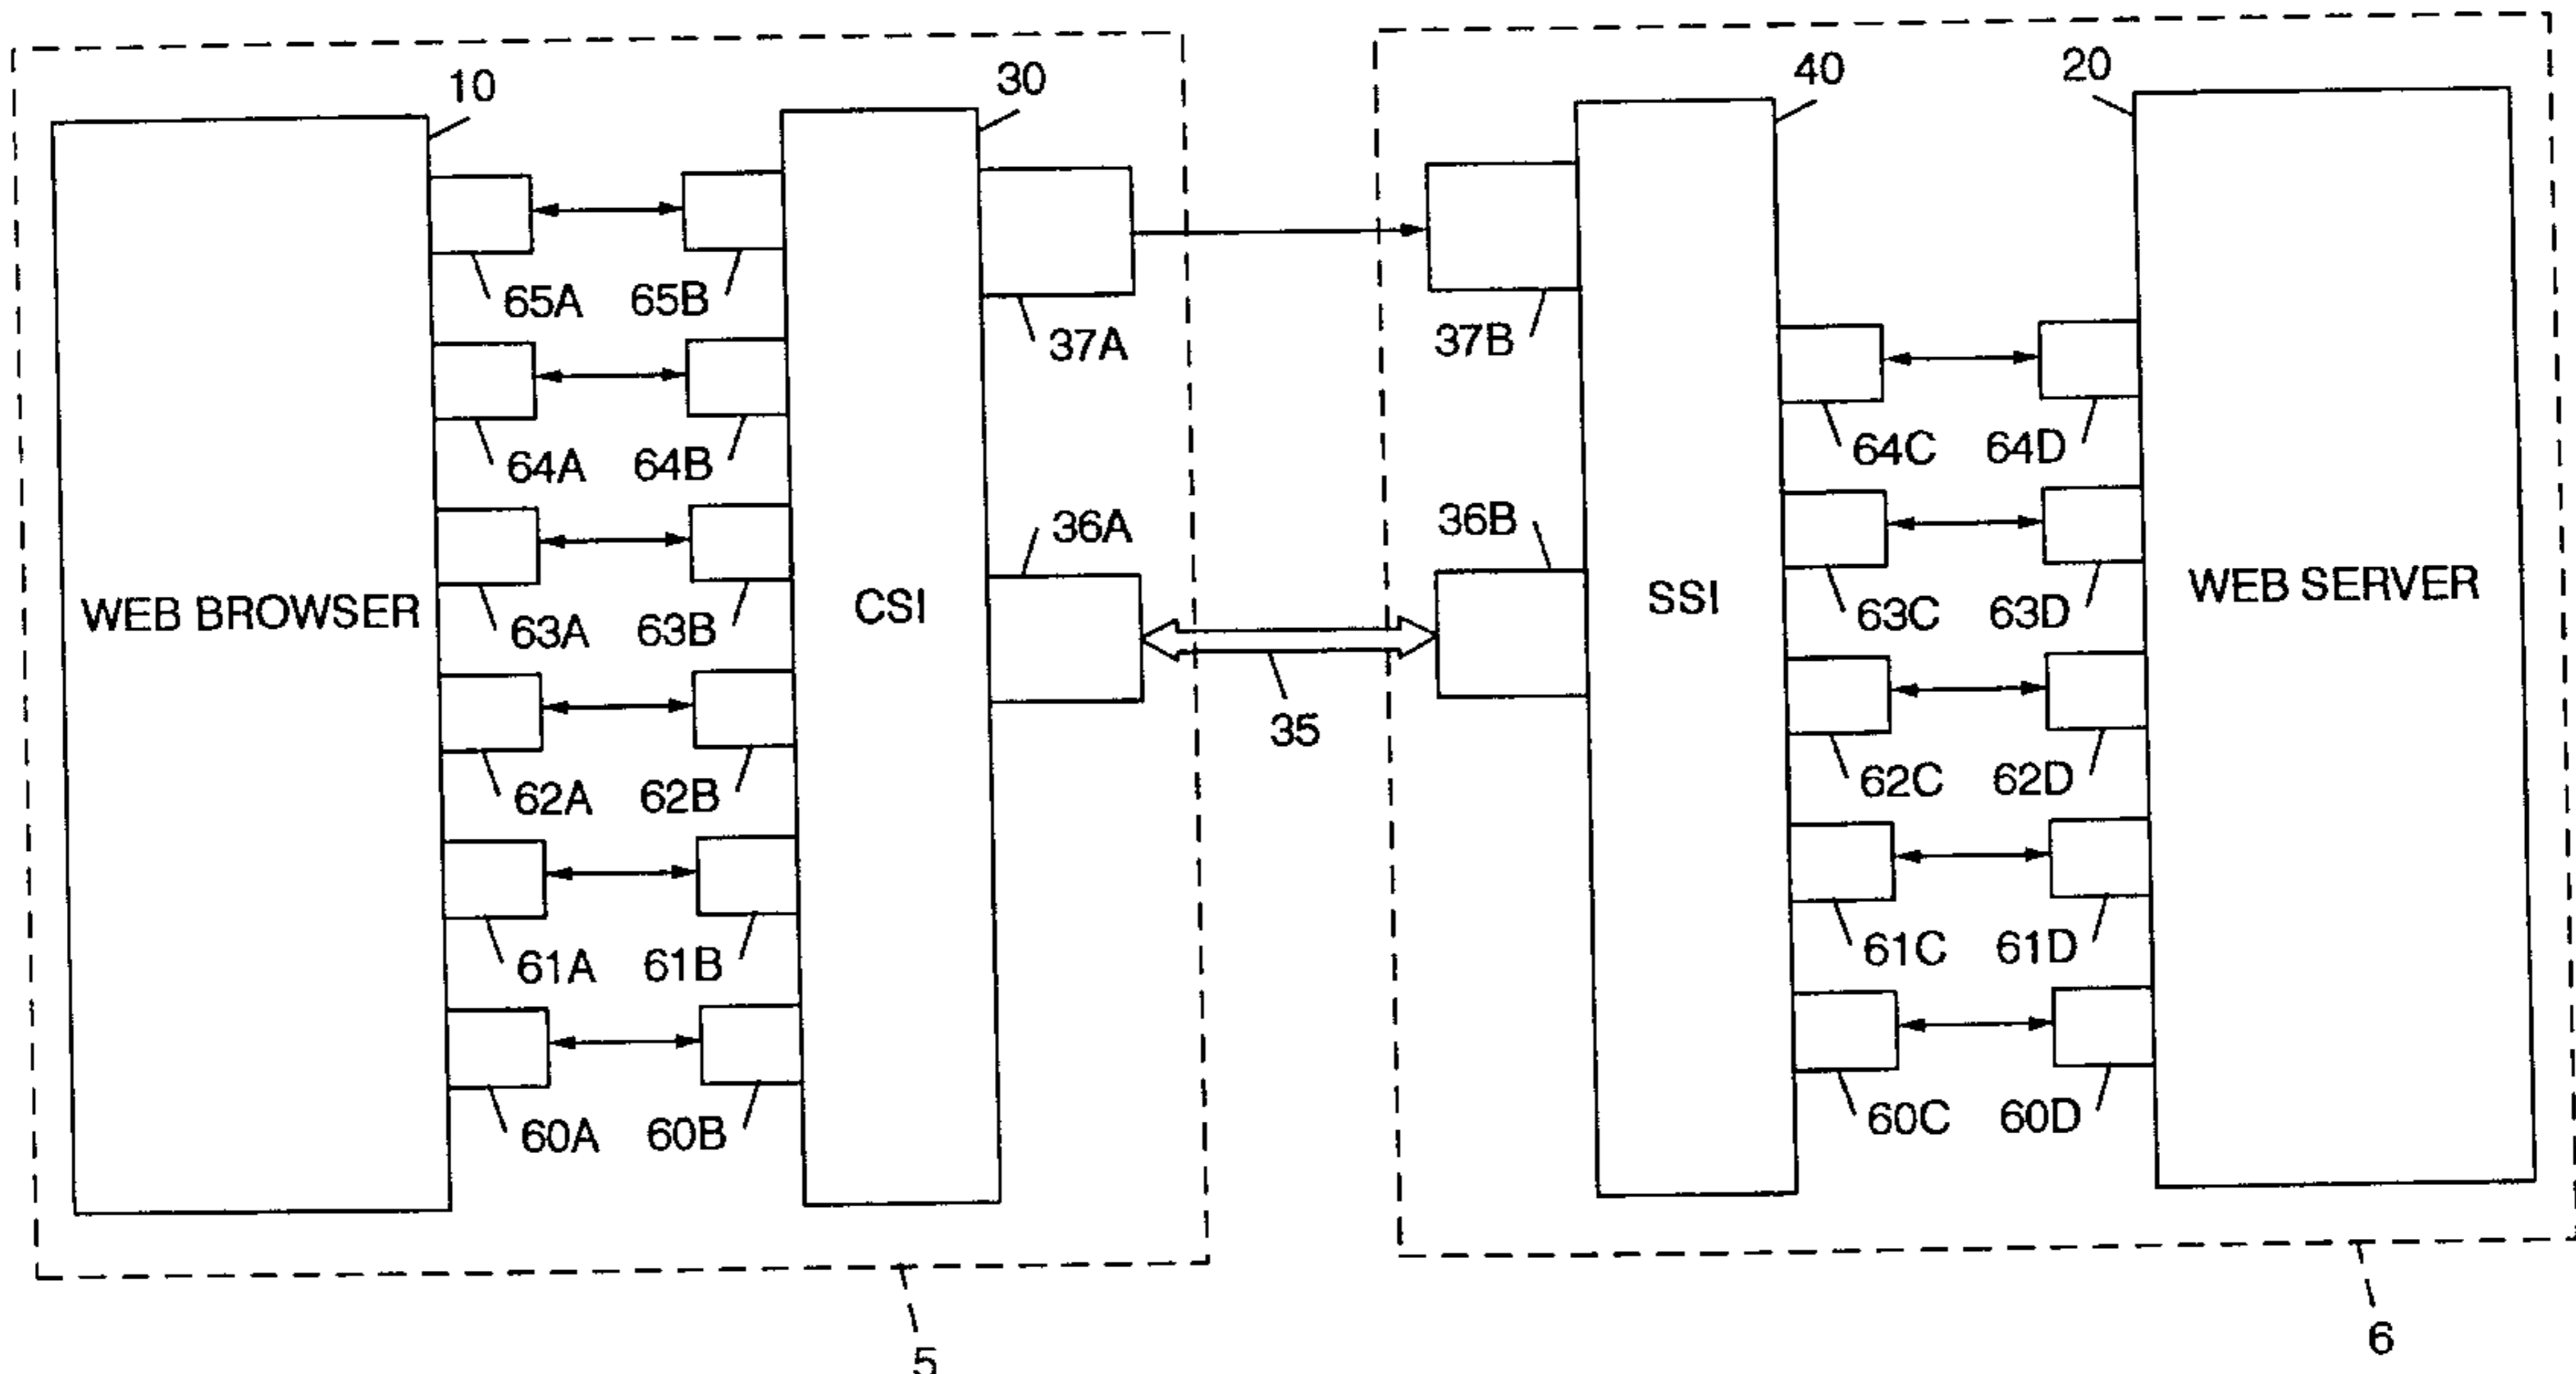 10
30
40
20
65A
65B
37A
37B
64A
64B
64C
64D
36A
36B
WEB BROWSER
CSI
SSI
WEB SERVER
63A
63B
63C
63D
35
62A
62B
62C
62D
61A
61B
61C
61D
60A
60B
60C
60D
5
6